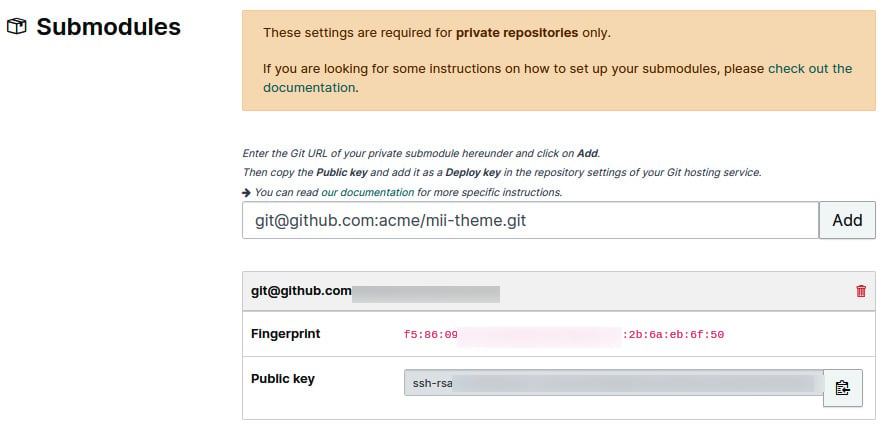 Submodules
These settings are required for private repositories only.
If you are looking for some instructions on how to set up your submodules, please check out the
documentation.
Enter the Git URL of your private submodule hereunder and click on Add.
Then copy the Public key and add it as a Deploy key in the repository settings of your Git hosting service.
You can read our documentation for more specific instructions.
git@github.com:acme/mii-theme.git
Add
git@github.com
Fingerprint
f5:86:09 :2b:6a:eb:6f:50
Public key
ssh-rsa